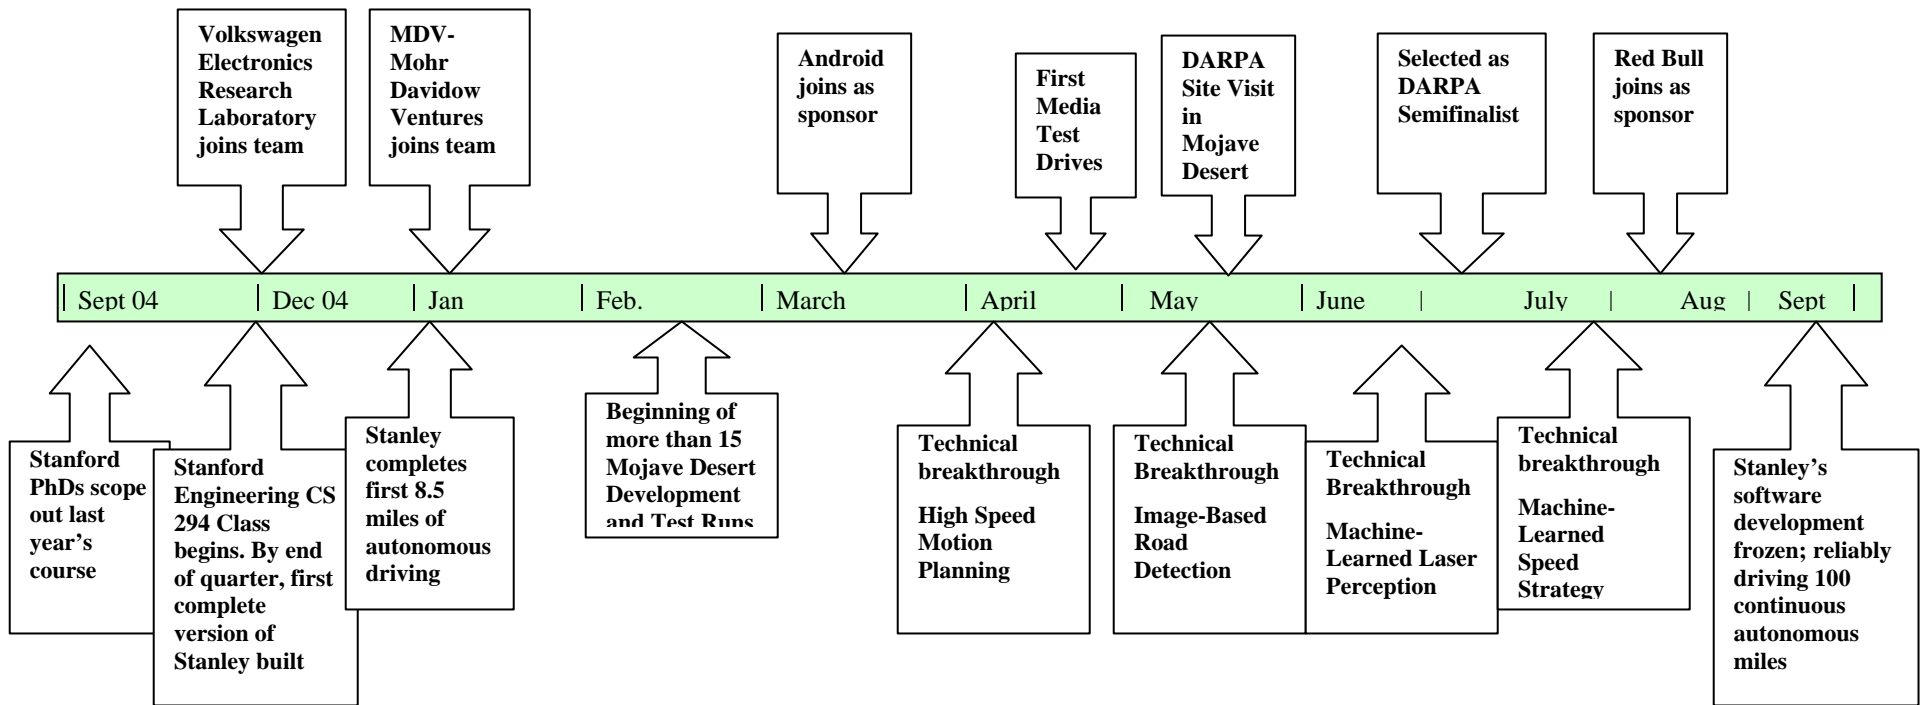 Volkswagen
Electronics
Research
Laboratory
joins team
MDV-
Mohr
Davidow
Ventures
joins team
Android
joins as
sponsor
First
Media
Test
Drives
DARPA
Site Visit
in
Mojave
Desert
Selected as
DARPA
Semifinalist
Red Bull
joins as
sponsor
Sept 04 Dec 04 Jan Feb. March April May June July Aug Sept
Stanford
PhDs scope
out last
year’s
course
Stanford
Engineering CS
294 Class
begins. By end
of quarter, first
complete
version of
Stanley built
Stanley
completes
first 8.5
miles of
autonomous
driving
Beginning of
more than 15
Mojave Desert
Development
and Test Runs
Technical
breakthrough
High Speed
Motion
Planning
Technical
Breakthrough
Image-Based
Road
Detection
Technical
Breakthrough
Machine-
Learned Laser
Perception
Technical
breakthrough
Machine-
Learned
Speed
Strategy
Stanley’s
software
development
frozen; reliably
driving 100
continuous
autonomous
miles